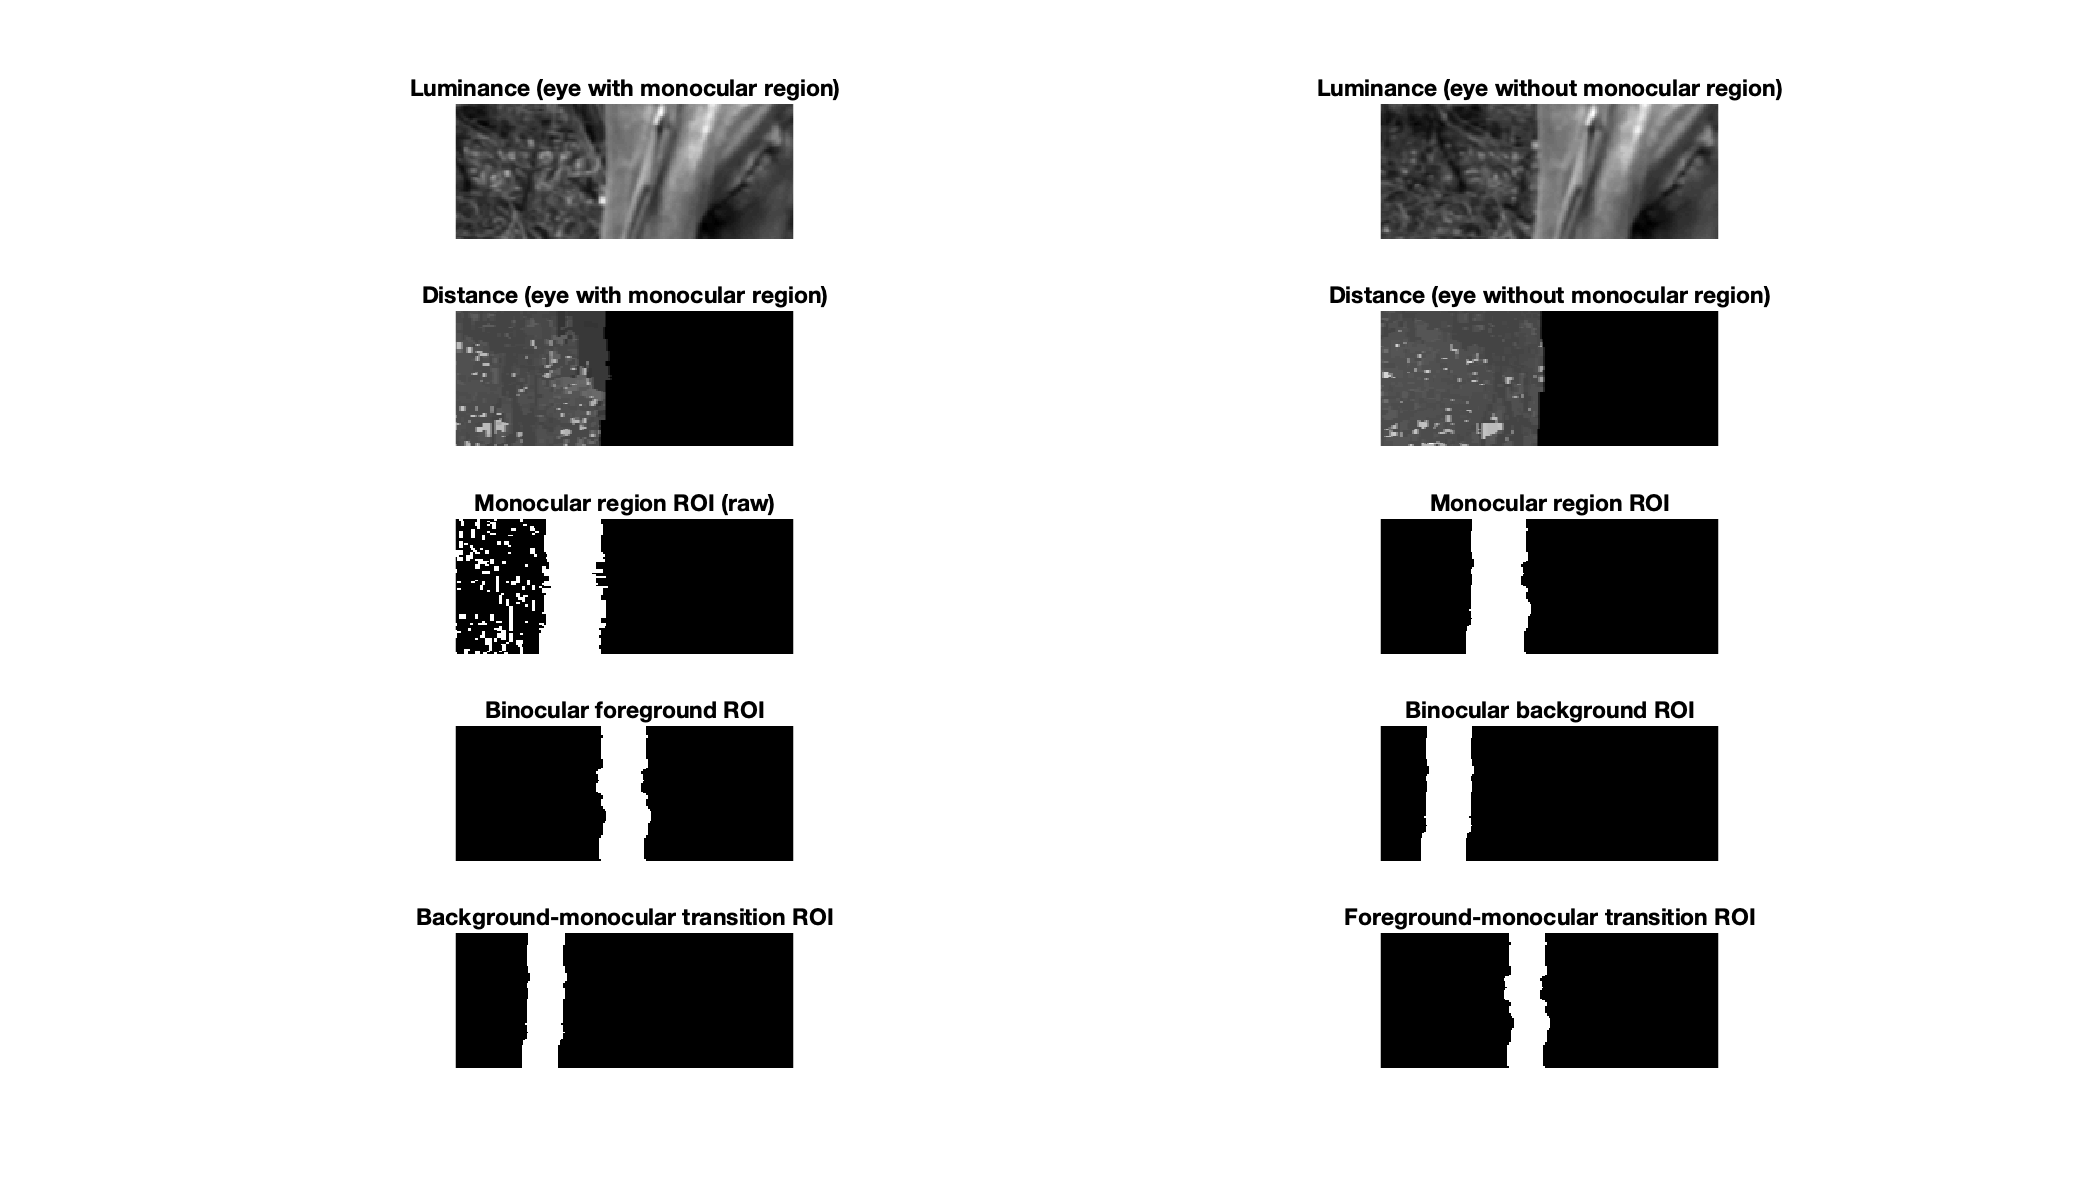 Luminance (eye with monocular region)
Luminance (eye without monocular region)
Distance (eye with monocular region)
Distance (eye without monocular region)
Monocular region ROI (raw)
Monocular region ROI
Binocular foreground ROI
Binocular background ROI
Background-monocular transition ROI
Foreground-monocular transition ROI